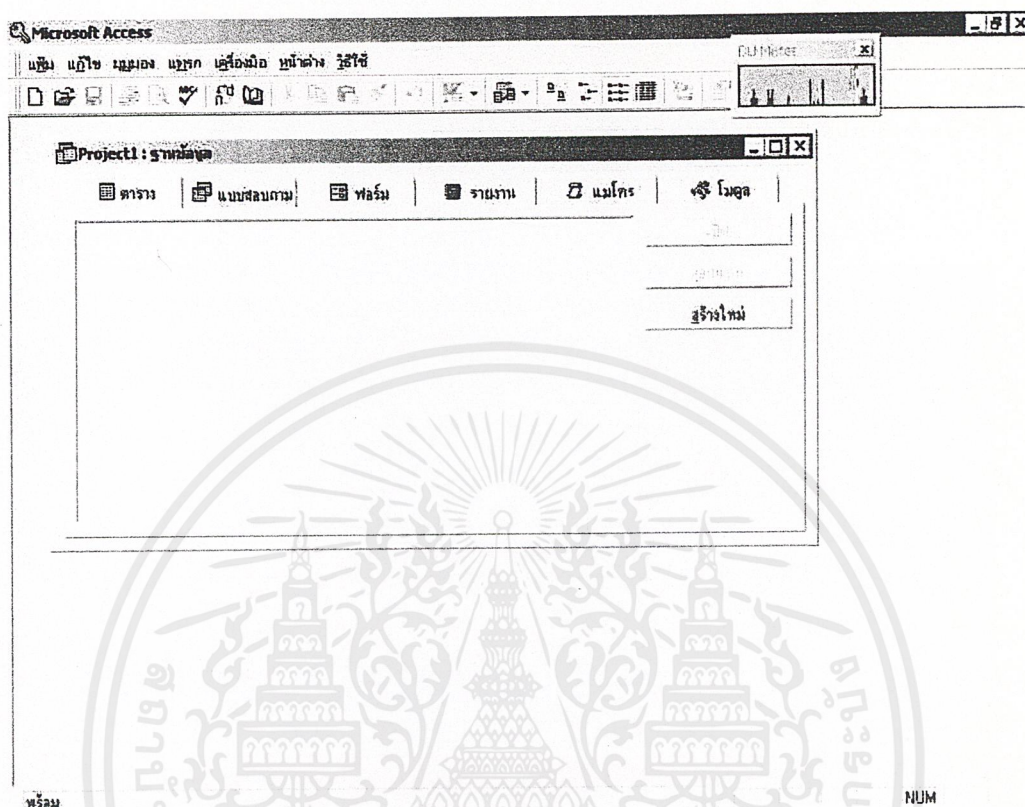 Microsoft Access
แฟ้ม แก้ไข มุมมอง แทรก เครื่องมือ หน้าต่าง วิธีใช้
Project1 : ฐานข้อมูล
ตาราง แบบสอบถาม ฟอร์ม รายงาน แมโคร โมดูล
สร้างใหม่
พร้อม NUM